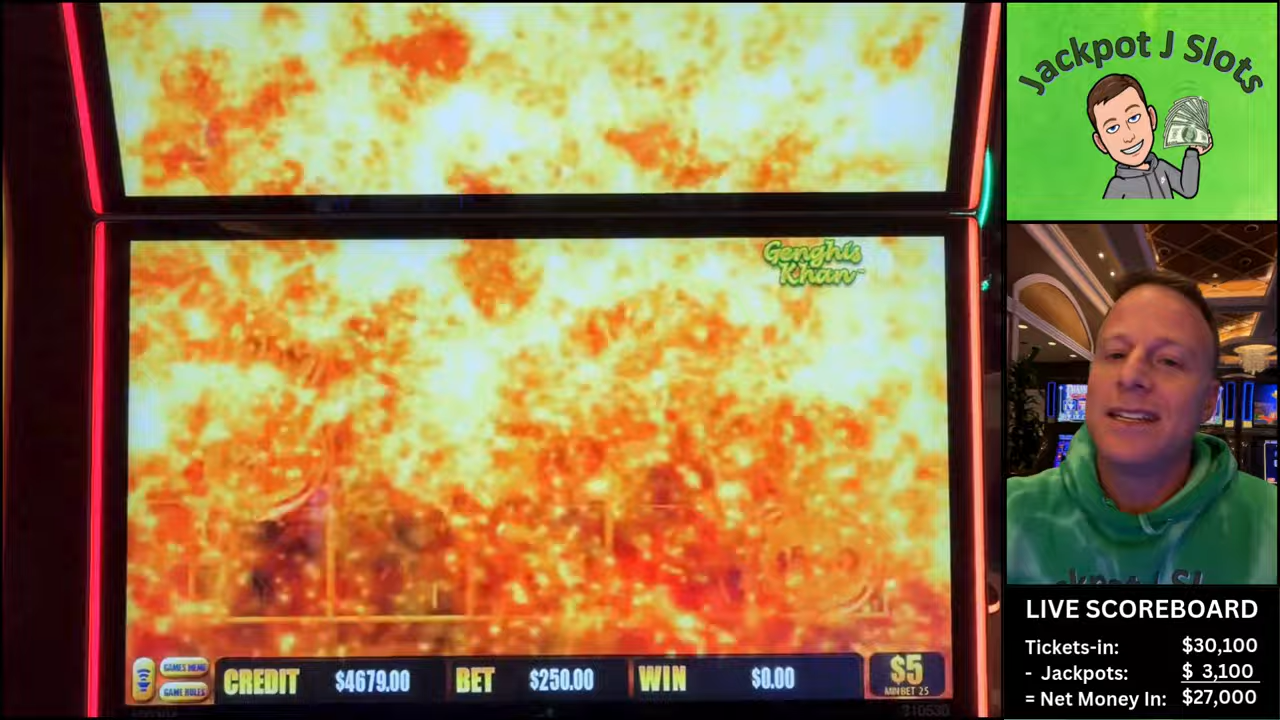 Jackpot J Slots
Genghis
Khan™
GAMES MENU
GAME RULES
CREDIT $4679.00 BET $250.00 WIN $0.00
$5
MIN BET 25
LIVE SCOREBOARD
Tickets-in: $30,100
- Jackpots: $ 3,100
= Net Money In: $27,000